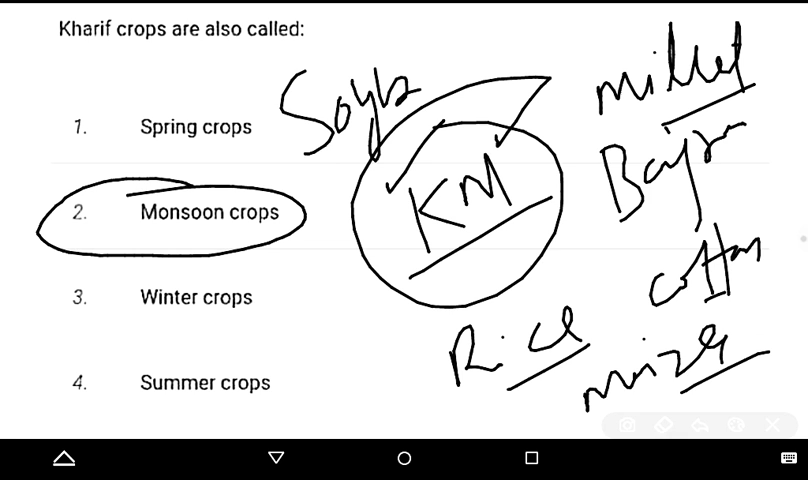 Kharif crops are also called:
1. Spring crops
2. Monsoon crops
3. Winter crops
4. Summer crops
Soyb
KM
millet
Bajra
cotton
Rice
maize